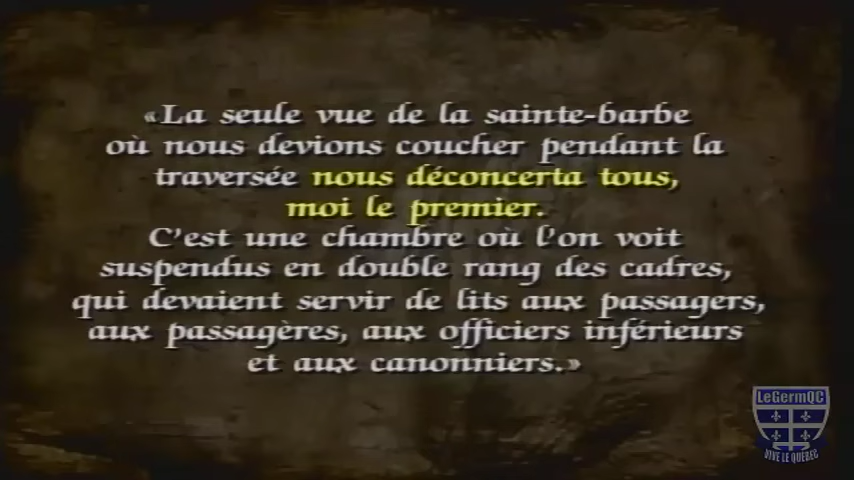 «La seule vue de la sainte-barbe
où nous devions coucher pendant la
traversée nous déconcerta tous,
moi le premier.
C'est une chambre où l'on voit
suspendus en double rang des cadres,
qui devaient servir de lits aux passagers,
aux passagères, aux officiers inférieurs
et aux canonniers.»
LeGermQC
VIVE LE QUÉBEC